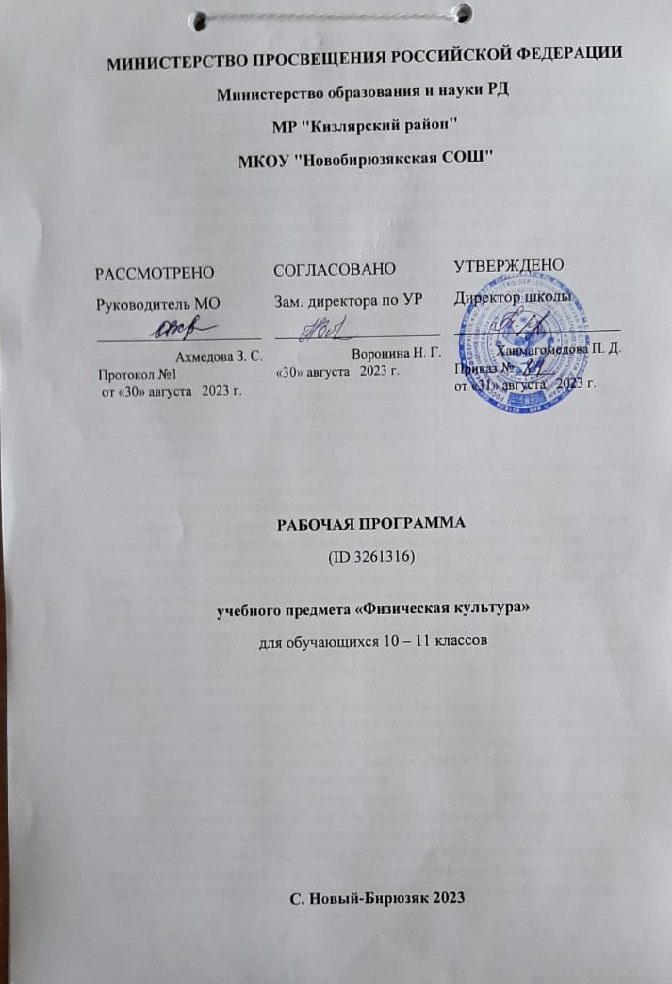 МИНИСТЕРСТВО ПРОСВЕЩЕНИЯ РОССИЙСКОЙ ФЕДЕРАЦИИ
Министерство образования и науки РД
МР "Кизлярский район"
МКОУ "Новобирюзякская СОШ"
РАССМОТРЕНО
Руководитель МО
Ахмедова З. С.
Протокол №1
от «30» августа 2023 г.
СОГЛАСОВАНО
Зам. директора по УР
Воронина Н. Г.
«30» августа 2023 г.
УТВЕРЖДЕНО
Директор школы
Ханмагомедова П. Д.
Приказ №
от «31» августа 2023 г.
РАБОЧАЯ ПРОГРАММА
(ID 3261316)
учебного предмета «Физическая культура»
для обучающихся 10 – 11 классов
С. Новый-Бирюзяк 2023